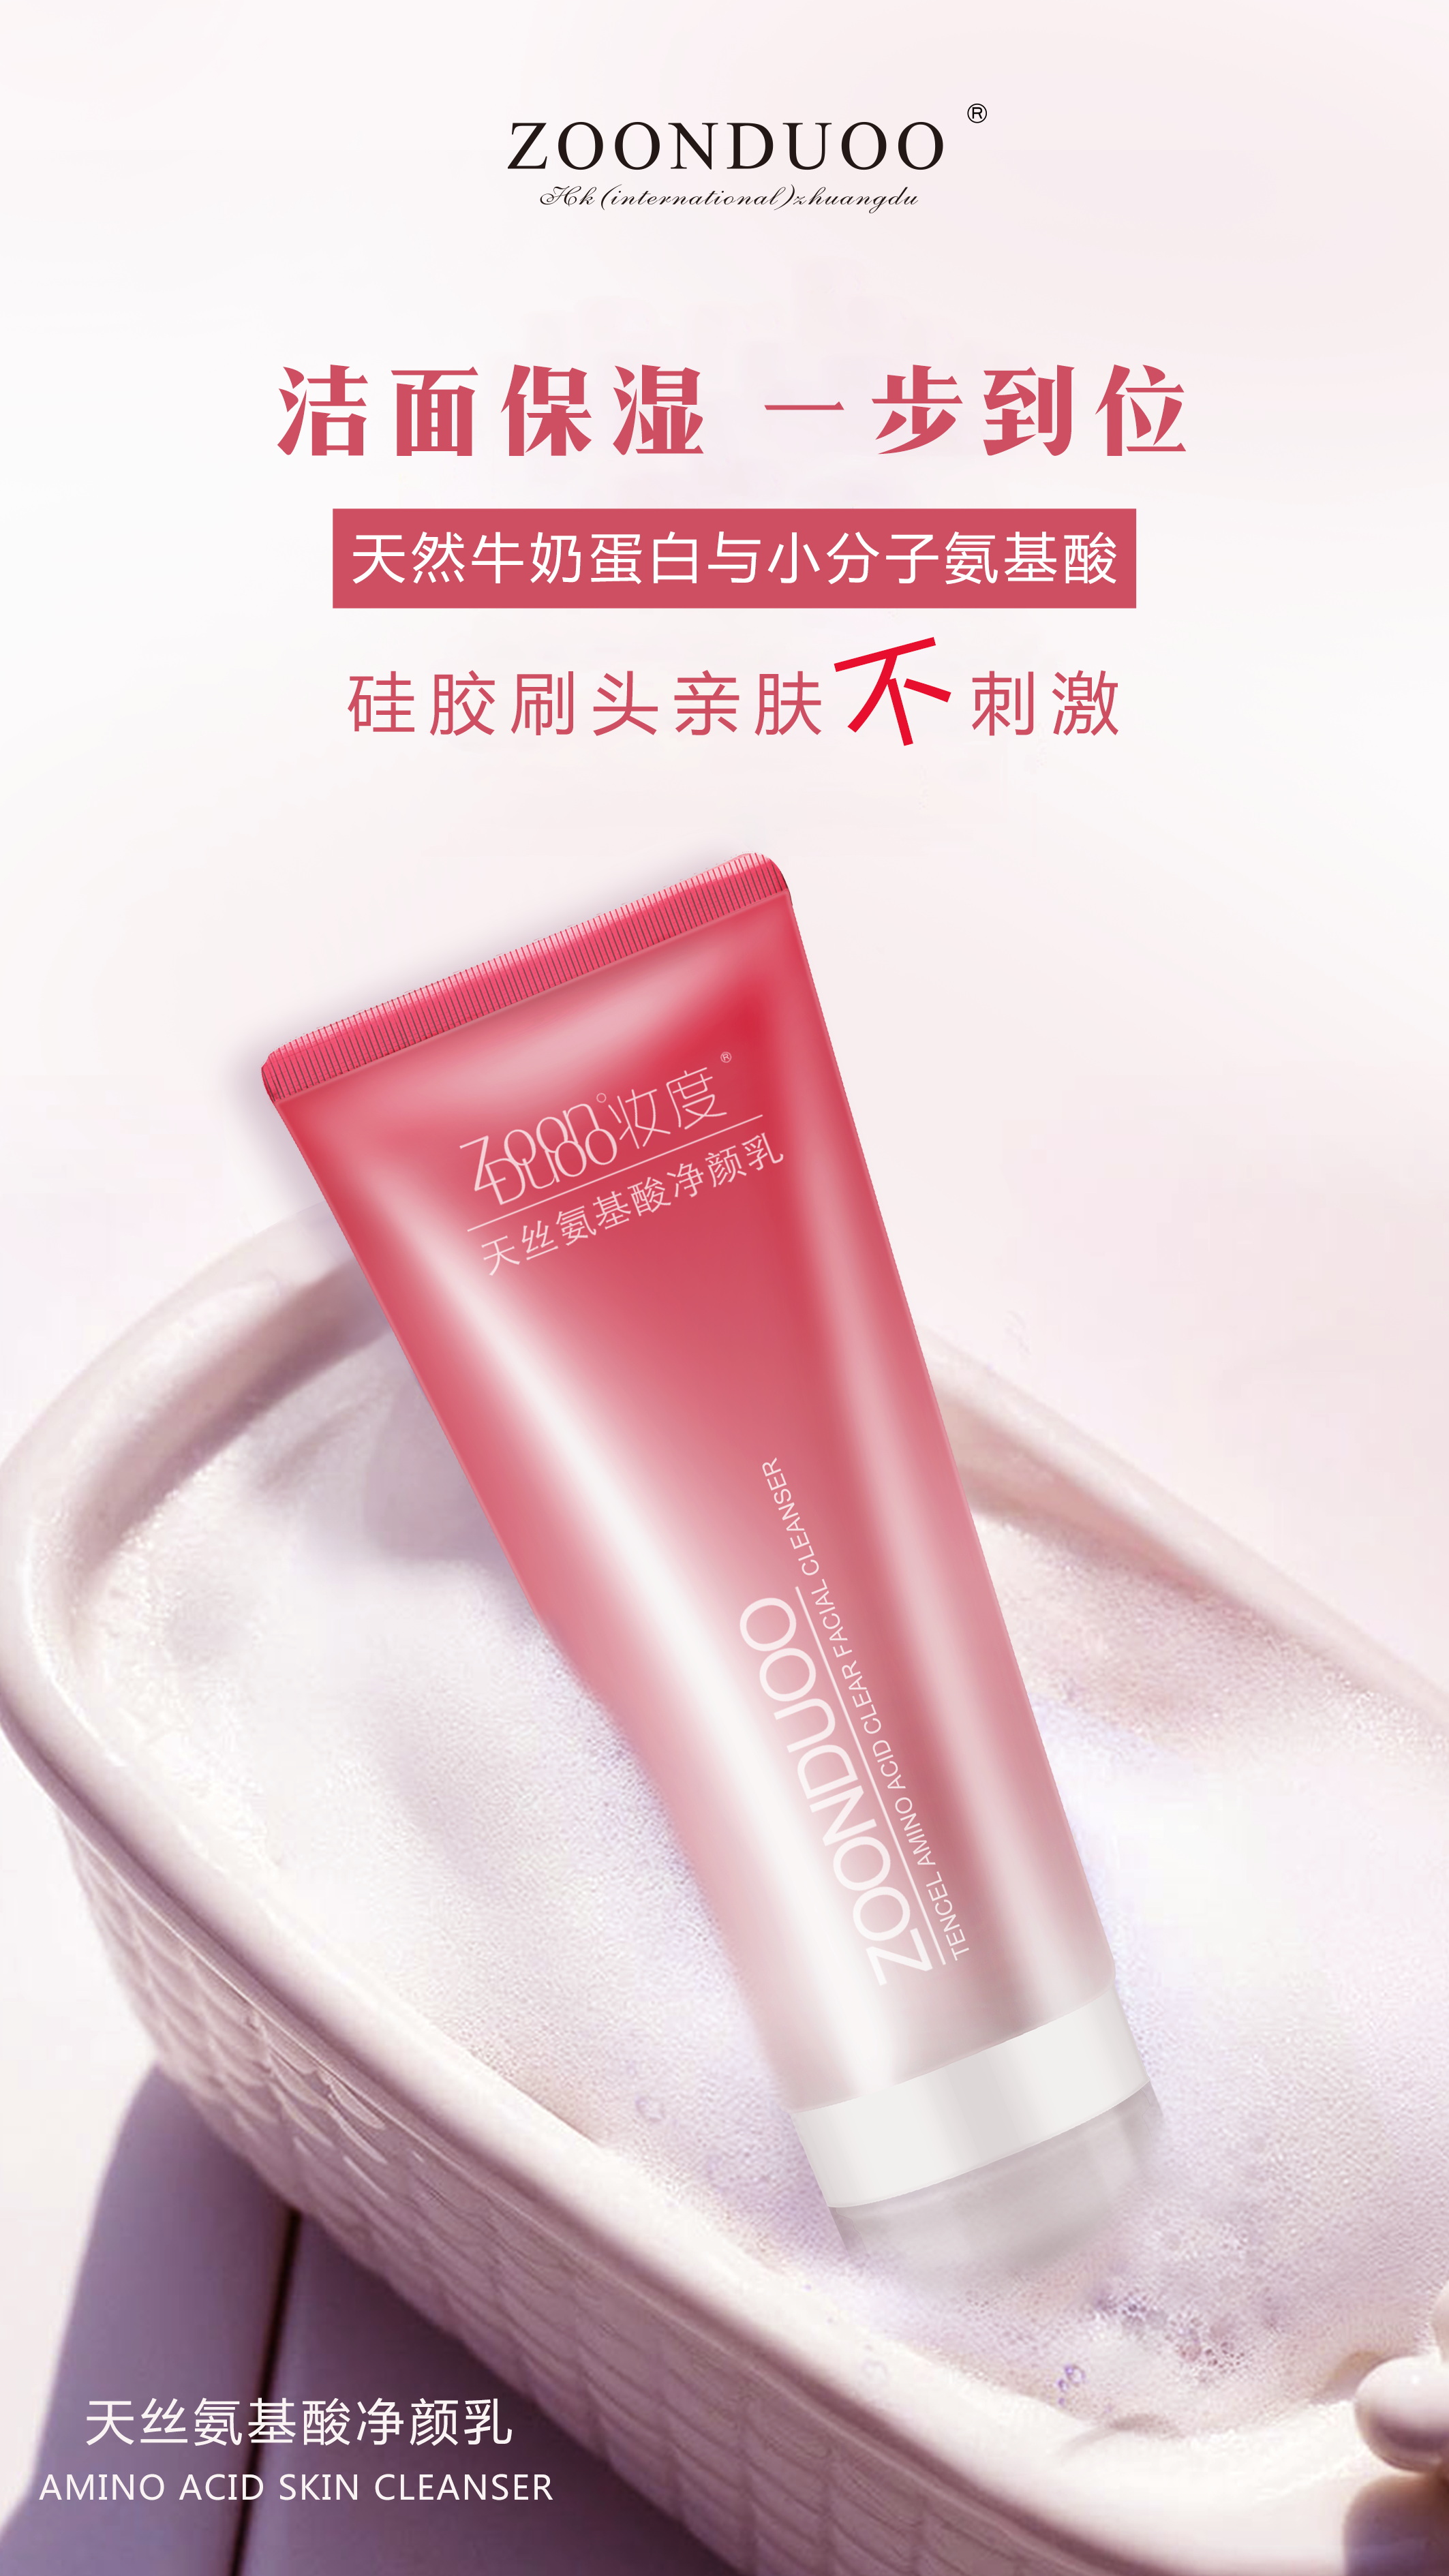 ZOONDUOO®
Hk(international)zhuangdu
洁面保湿 一步到位
天然牛奶蛋白与小分子氨基酸
硅胶刷头亲肤不刺激
Zoon Duoo 妆度®
天丝氨基酸净颜乳
ZOONDUOO
TENCEL AMINO ACID CLEAR FACIAL CLEANSER
天丝氨基酸净颜乳
AMINO ACID SKIN CLEANSER